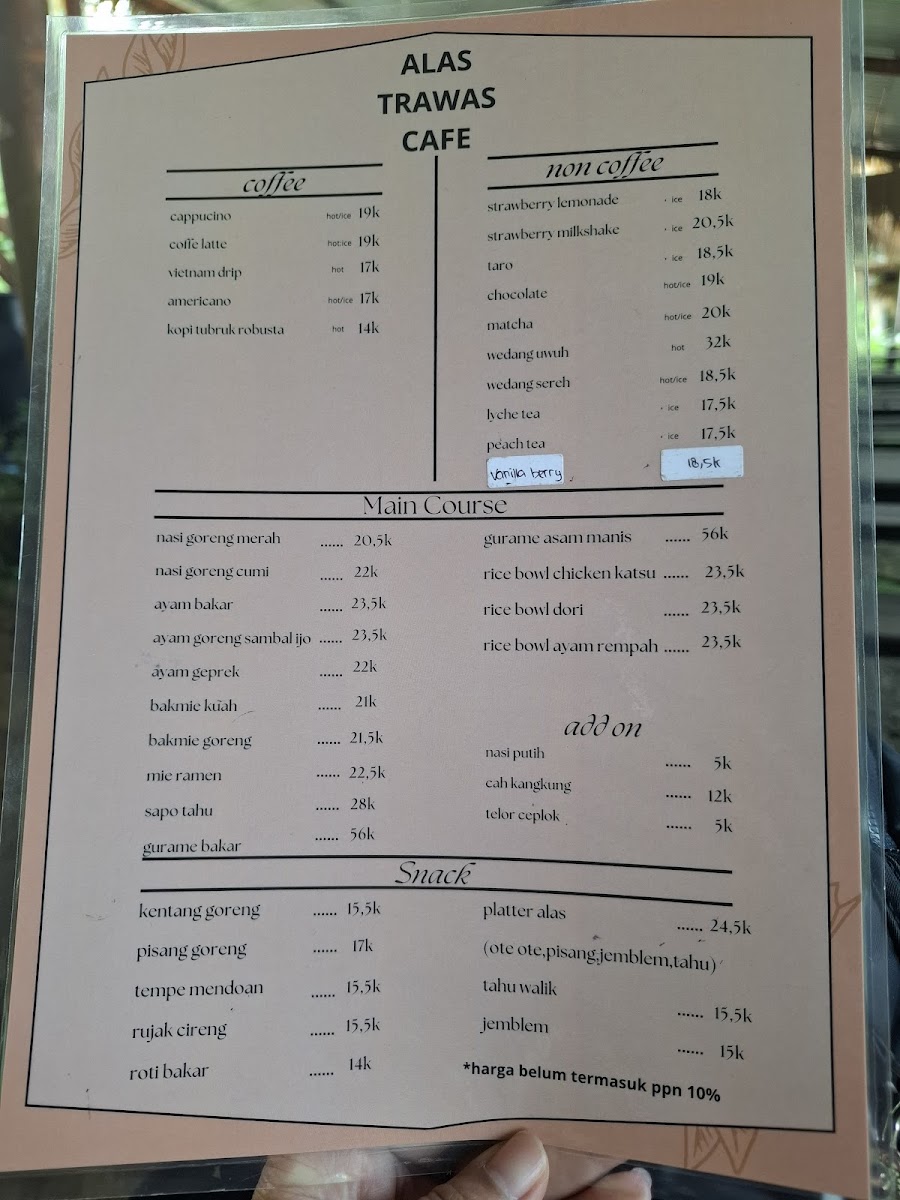 ALAS
TRAWAS
CAFE
coffee
cappucino hot/ice 19k
coffe latte hot:ice 19k
vietnam drip hot 17k
americano hot/ice 17k
kopi tubruk robusta hot 14k
non coffee
strawberry lemonade • ice 18k
strawberry milkshake • ice 20,5k
taro • ice 18,5k
chocolate hot/ice 19k
matcha hot/ice 20k
wedang uwuh hot 32k
wedang sereh hot/ice 18,5k
lyche tea • ice 17,5k
peach tea • ice 17,5k
vanilla berry 18,5k
Main Course
nasi goreng merah ...... 20,5k
nasi goreng cumi ...... 22k
ayam bakar ...... 23,5k
ayam goreng sambal ijo ...... 23,5k
ayam geprek ...... 22k
bakmie kuah ...... 21k
bakmie goreng ...... 21,5k
mie ramen ...... 22,5k
sapo tahu ...... 28k
gurame bakar ...... 56k
gurame asam manis ...... 56k
rice bowl chicken katsu ...... 23,5k
rice bowl dori ...... 23,5k
rice bowl ayam rempah ...... 23,5k
add on
nasi putih ...... 5k
cah kangkung ...... 12k
telor ceplok ...... 5k
Snack
kentang goreng ...... 15,5k
pisang goreng ...... 17k
tempe mendoan ...... 15,5k
rujak cireng ...... 15,5k
roti bakar ...... 14k
platter alas ...... 24,5k
(ote ote,pisang,jemblem,tahu)
tahu walik ...... 15,5k
jemblem ...... 15k
*harga belum termasuk ppn 10%